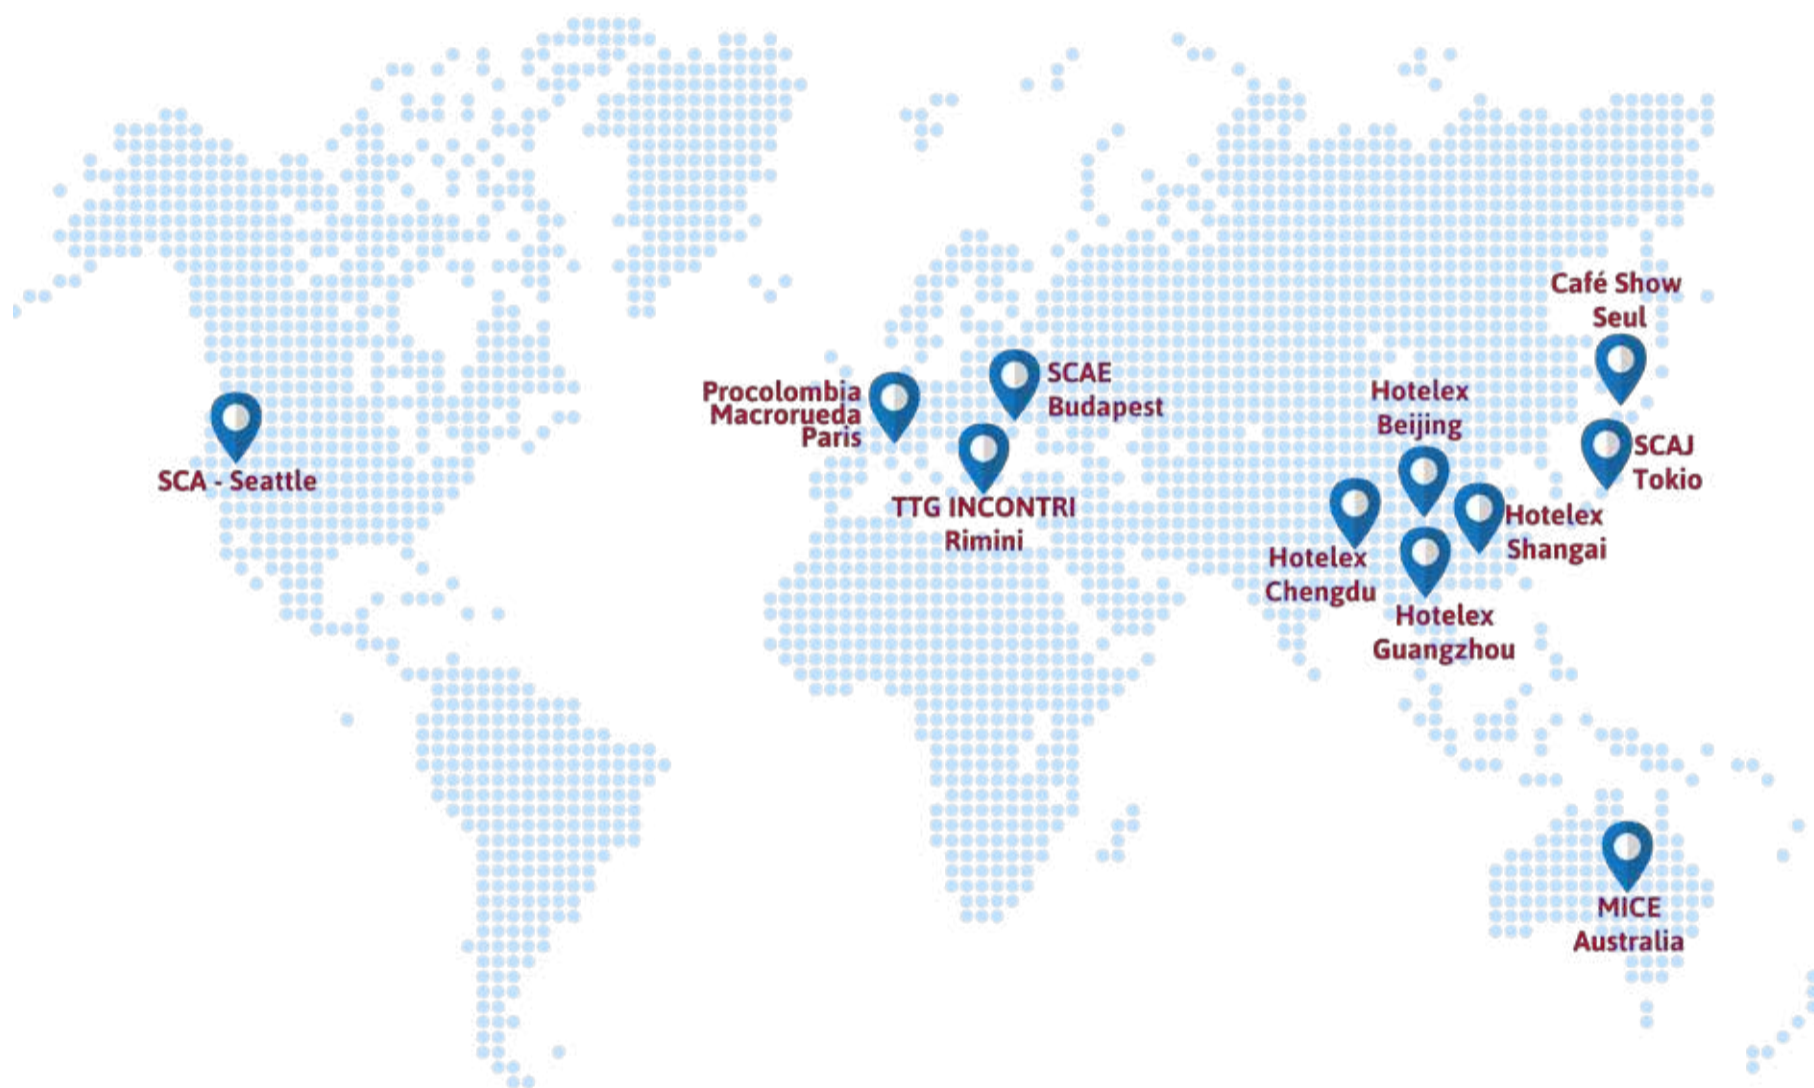 Café Show
Seul
Procolombia
Macrorueda
Paris
SCAE
Budapest
Hotelex
Beijing
SCAJ
Tokio
SCA - Seattle
TTG INCONTRI
Rimini
Hotelex
Shangai
Hotelex
Chengdu
Hotelex
Guangzhou
MICE
Australia